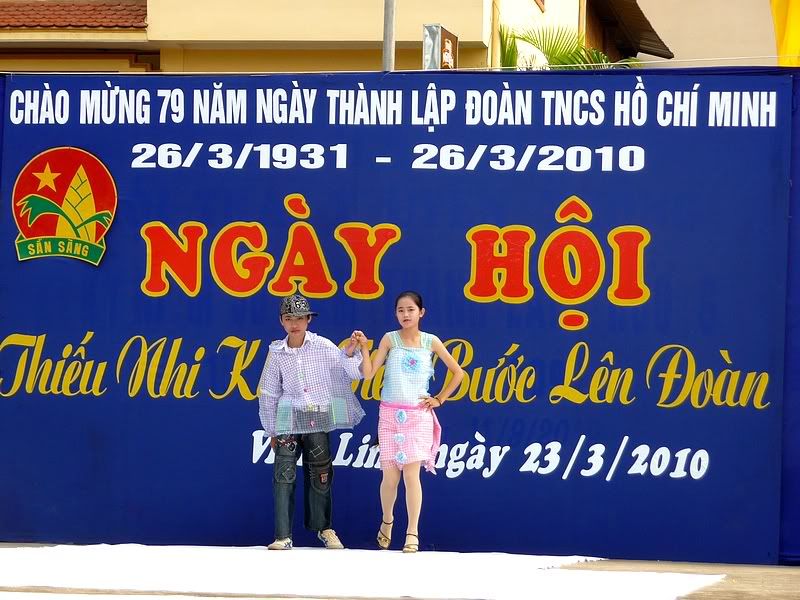 CHÀO MỪNG 79 NĂM NGÀY THÀNH LẬP ĐOÀN TNCS HỒ CHÍ MINH
26/3/1931 - 26/3/2010
SẴN SÀNG
NGÀY HỘI
Thiếu Nhi Bước Lên Đoàn
ngày 23/3/2010